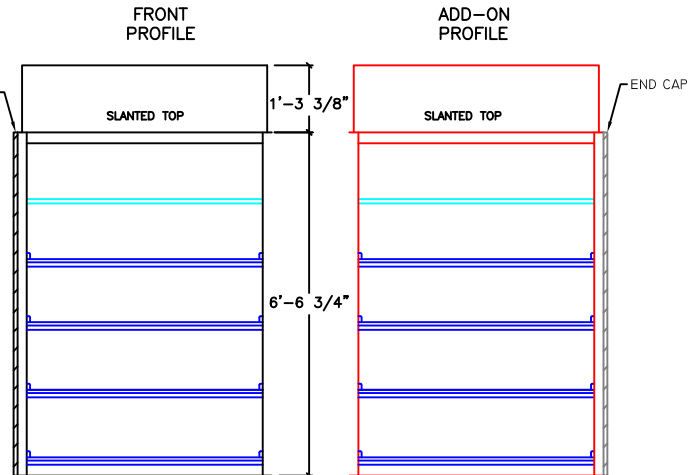 FRONT
PROFILE
ADD-ON
PROFILE
END CAP
1'-3 3/8"
SLANTED TOP
SLANTED TOP
6'-6 3/4"